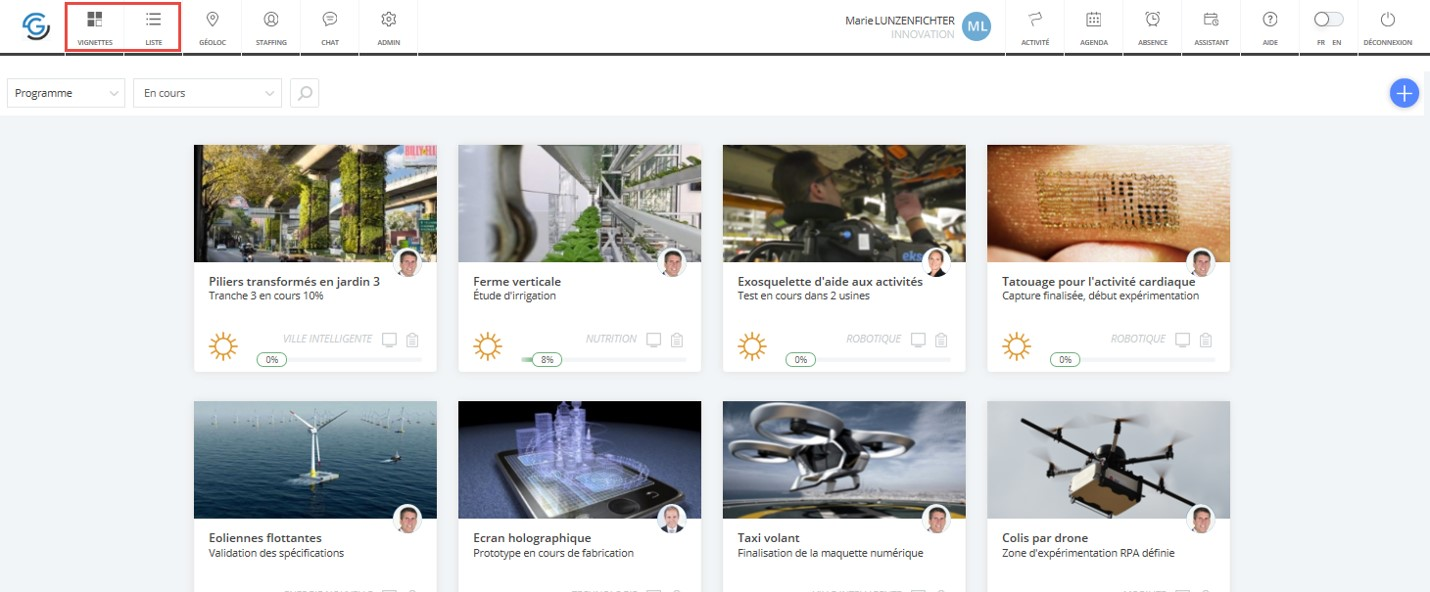 VIGNETTES
LISTE
GÉOLOC
STAFFING
CHAT
ADMIN
Marie LUNZENFICHTER
INNOVATION
ML
ACTIVITÉ
AGENDA
ABSENCE
ASSISTANT
AIDE
FR EN
DÉCONNEXION
Programme
En cours
Piliers transformés en jardin 3
Tranche 3 en cours 10%
VILLE INTELLIGENTE
0%
Ferme verticale
Étude d'irrigation
NUTRITION
8%
eks
Exosquelette d'aide aux activités
Test en cours dans 2 usines
ROBOTIQUE
0%
Tatouage pour l'activité cardiaque
Capture finalisée, début expérimentation
ROBOTIQUE
0%
Eoliennes flottantes
Validation des spécifications
Ecran holographique
Prototype en cours de fabrication
Taxi volant
Finalisation de la maquette numérique
Colis par drone
Zone d'expérimentation RPA définie